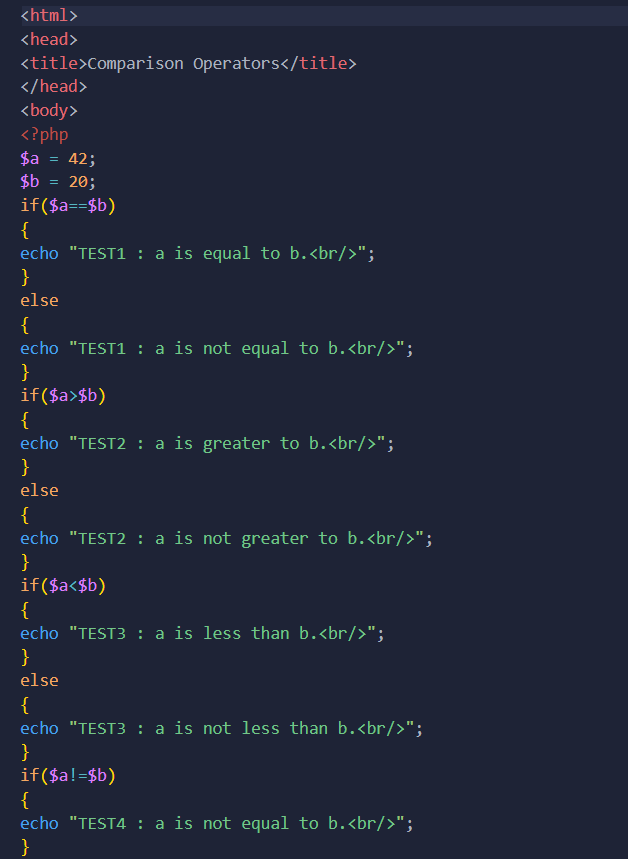 <html>
<head>
<title>Comparison Operators</title>
</head>
<body>
<?php
$a = 42;
$b = 20;
if($a==$b)
{
echo "TEST1 : a is equal to b.<br/>";
}
else
{
echo "TEST1 : a is not equal to b.<br/>";
}
if($a>$b)
{
echo "TEST2 : a is greater to b.<br/>";
}
else
{
echo "TEST2 : a is not greater to b.<br/>";
}
if($a<$b)
{
echo "TEST3 : a is less than b.<br/>";
}
else
{
echo "TEST3 : a is not less than b.<br/>";
}
if($a!=$b)
{
echo "TEST4 : a is not equal to b.<br/>";
}